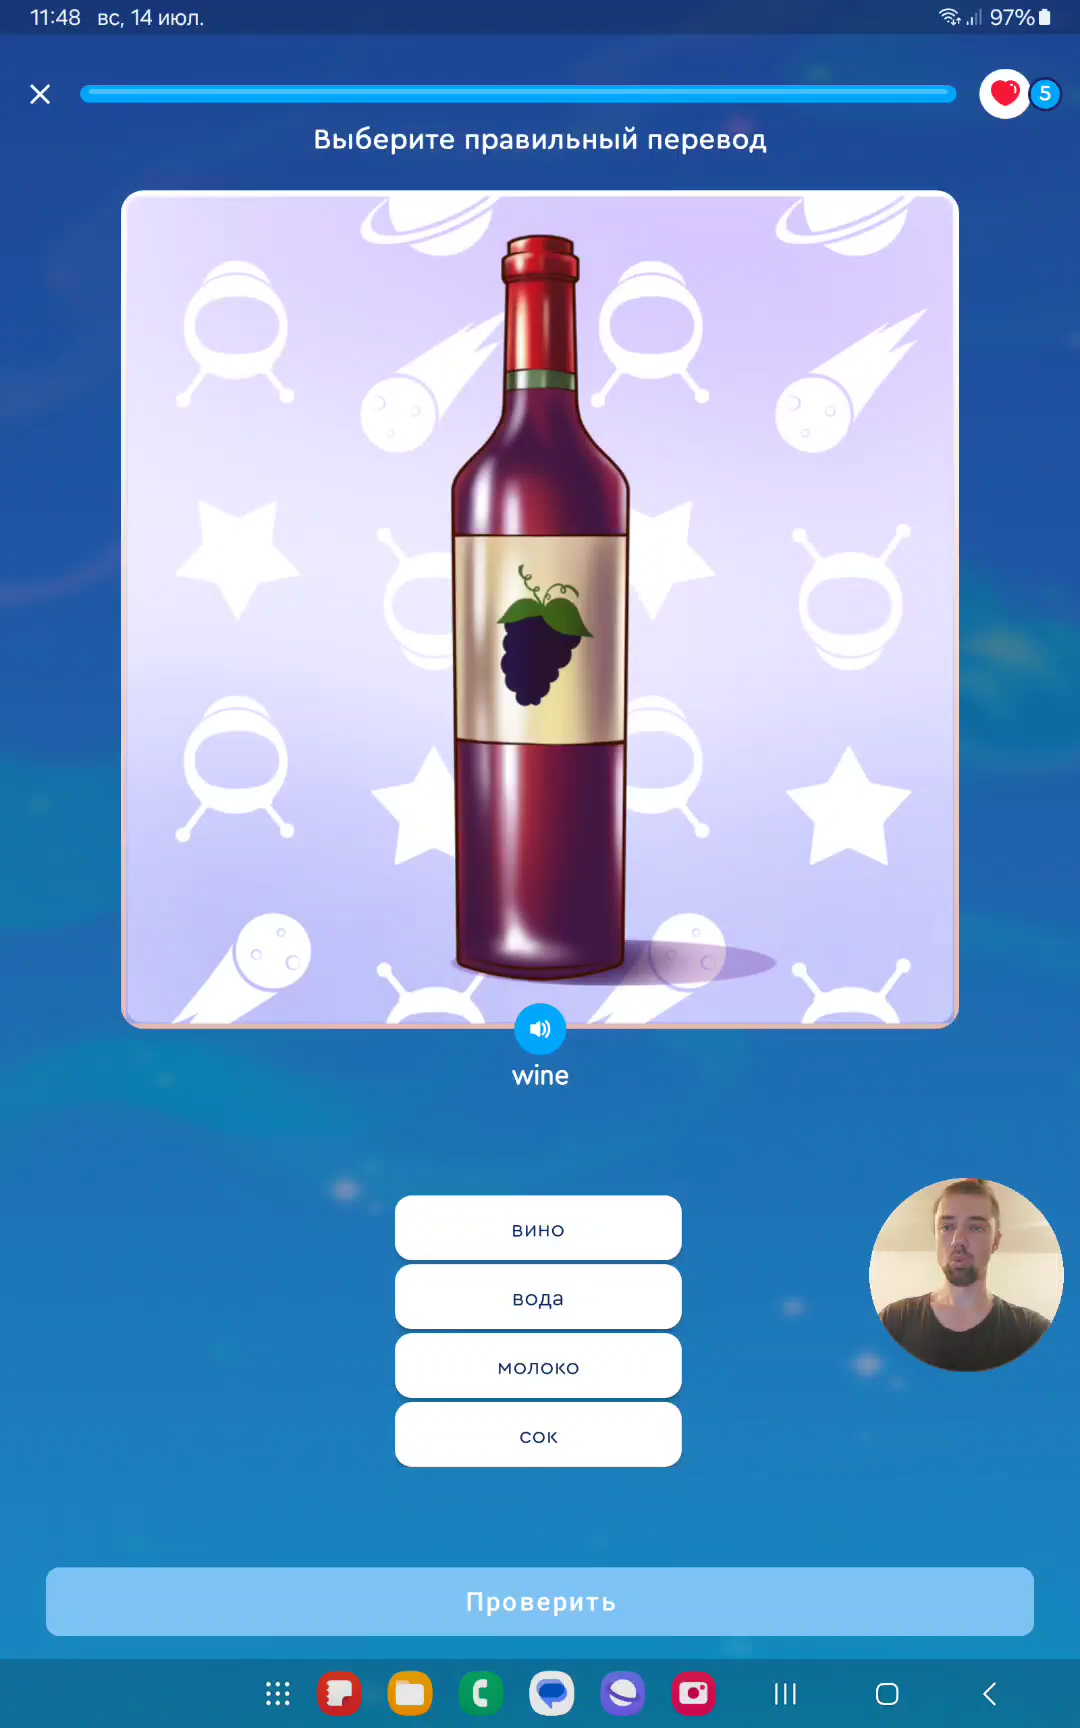 11:48 вс, 14 июл. 97%
5
Выберите правильный перевод
wine
вино
вода
молоко
сок
Проверить